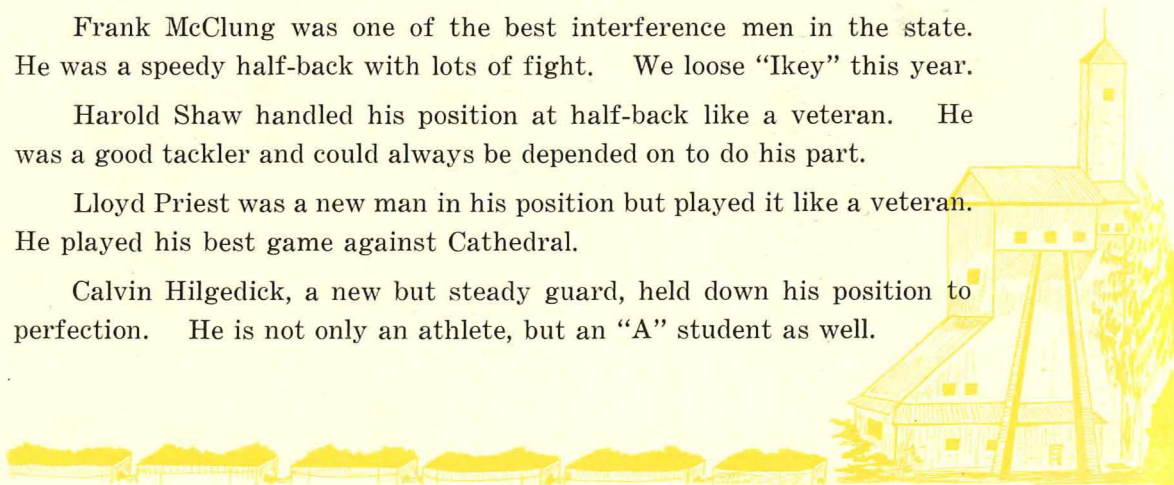 Frank McClung was one of the best interference men in the state.
He was a speedy half-back with lots of fight. We loose “Ikey” this year.
Harold Shaw handled his position at half-back like a veteran. He
was a good tackler and could always be depended on to do his part.
Lloyd Priest was a new man in his position but played it like a veteran.
He played his best game against Cathedral.
Calvin Hilgedick, a new but steady guard, held down his position to
perfection. He is not only an athlete, but an “A” student as well.